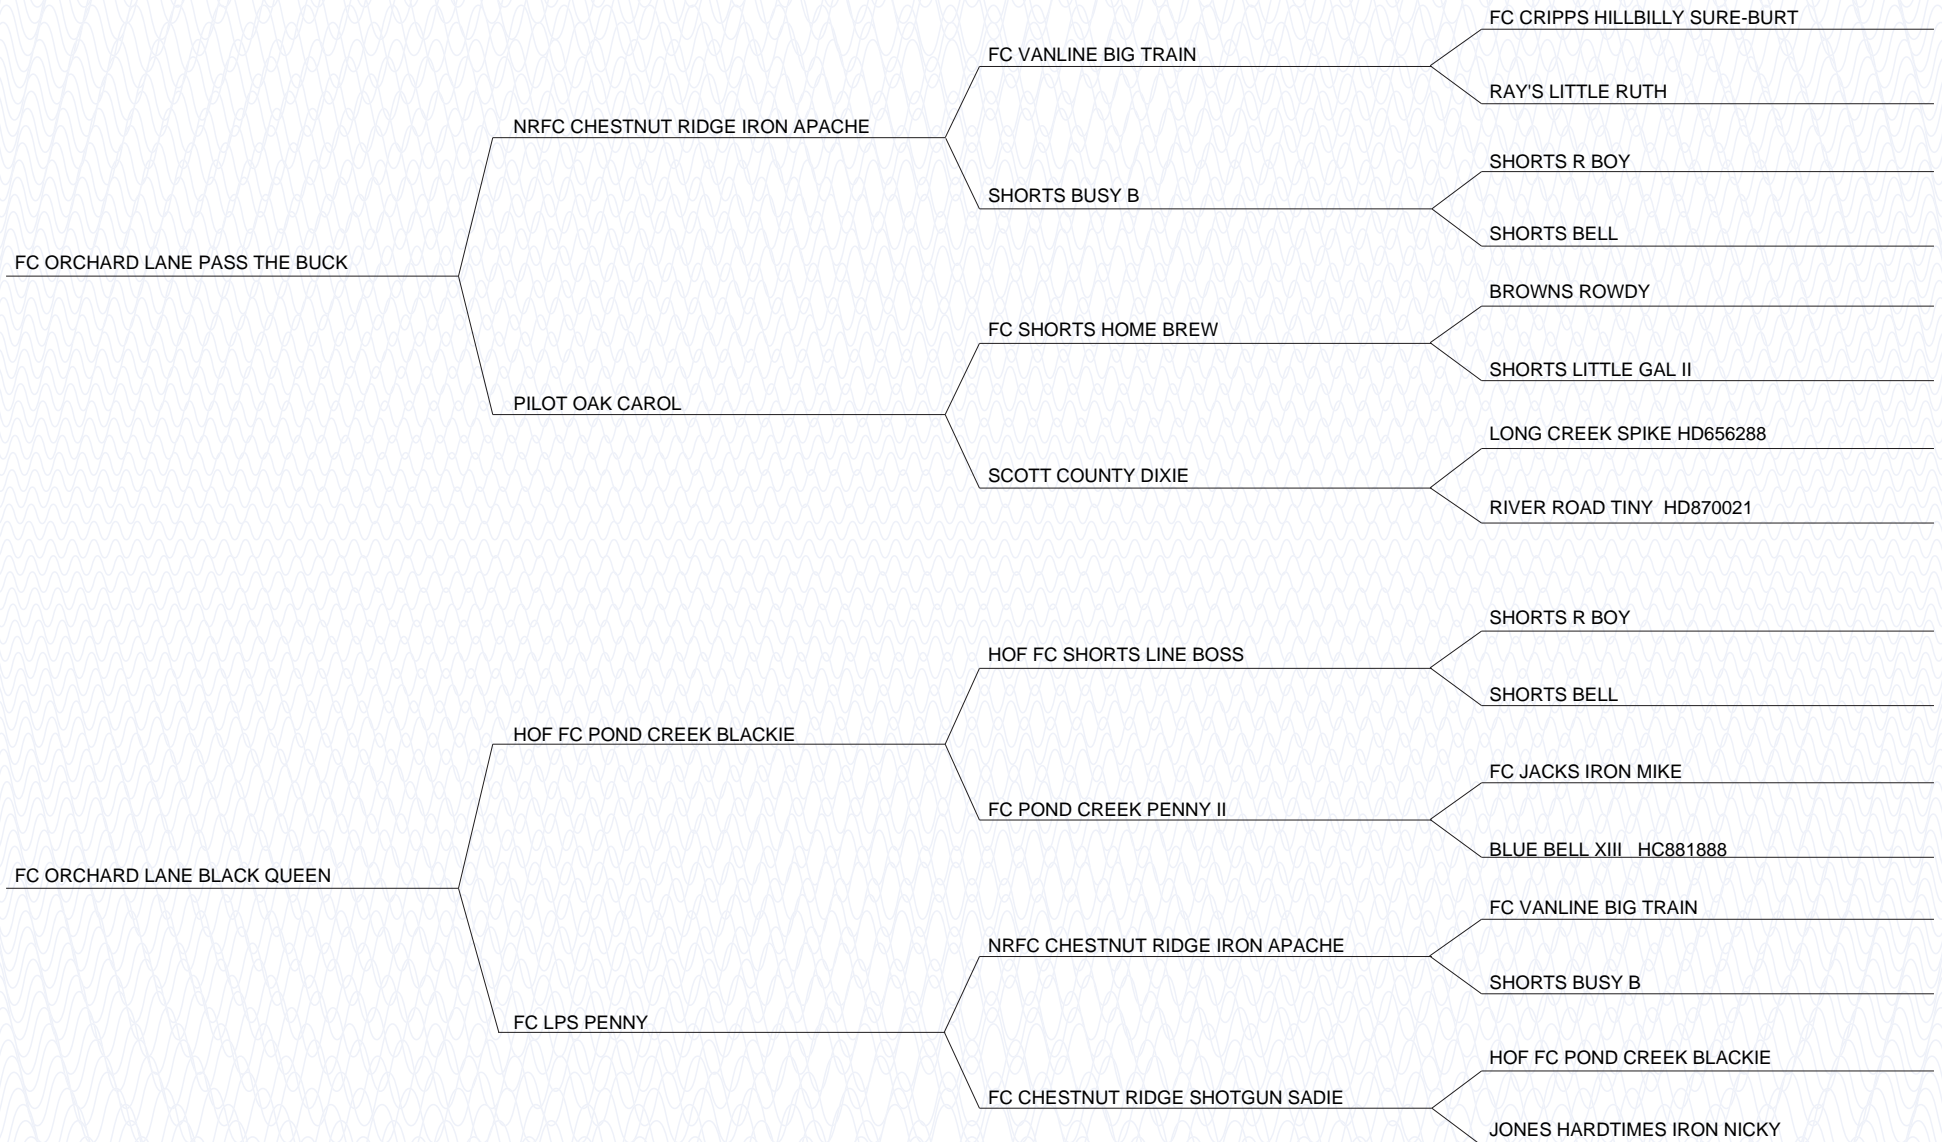 FC CRIPPS HILLBILLY SURE-BURT
FC VANLINE BIG TRAIN
RAY'S LITTLE RUTH
NRFC CHESTNUT RIDGE IRON APACHE
SHORTS R BOY
SHORTS BUSY B
SHORTS BELL
FC ORCHARD LANE PASS THE BUCK
BROWNS ROWDY
FC SHORTS HOME BREW
SHORTS LITTLE GAL II
PILOT OAK CAROL
LONG CREEK SPIKE HD656288
SCOTT COUNTY DIXIE
RIVER ROAD TINY  HD870021
SHORTS R BOY
HOF FC SHORTS LINE BOSS
SHORTS BELL
HOF FC POND CREEK BLACKIE
FC JACKS IRON MIKE
FC POND CREEK PENNY II
BLUE BELL XIII   HC881888
FC ORCHARD LANE BLACK QUEEN
FC VANLINE BIG TRAIN
NRFC CHESTNUT RIDGE IRON APACHE
SHORTS BUSY B
FC LPS PENNY
HOF FC POND CREEK BLACKIE
FC CHESTNUT RIDGE SHOTGUN SADIE
JONES HARDTIMES IRON NICKY